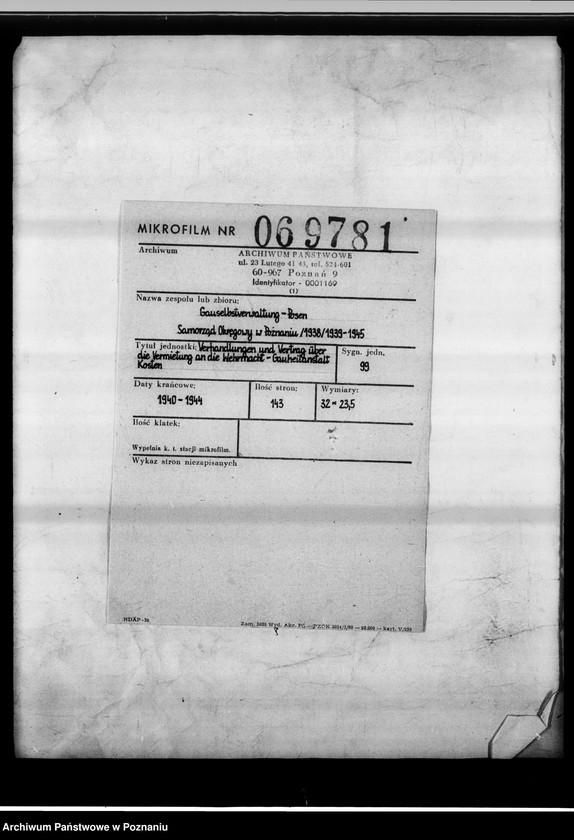 MIKROFILM NR 069781
Archiwum
ARCHIWUM PAŃSTWOWE
ul. 23 Lutego 41/43, tel. 524-601
60-967 Poznań 9
Identyfikator - 0001169
(1)
Nazwa zespołu lub zbioru:
Gauselbstverwaltung - Posen
Samorząd Okręgowy w Poznaniu /1938/1939-1945
Tytuł jednostki: Verhandlungen und Vertrag über
die Vermietung an die Wehrmacht - Gauheilanstalt
Kosten
Sygn. jedn.
99
Daty krańcowe:
1940 - 1944
Ilość stron:
143
Wymiary:
32 × 23,5
Ilość klatek:
Wypełnia k. t. stacji mikrofilm.
Wykaz stron niezapisanych
NDAP-36
Archiwum Państwowe w Poznaniu